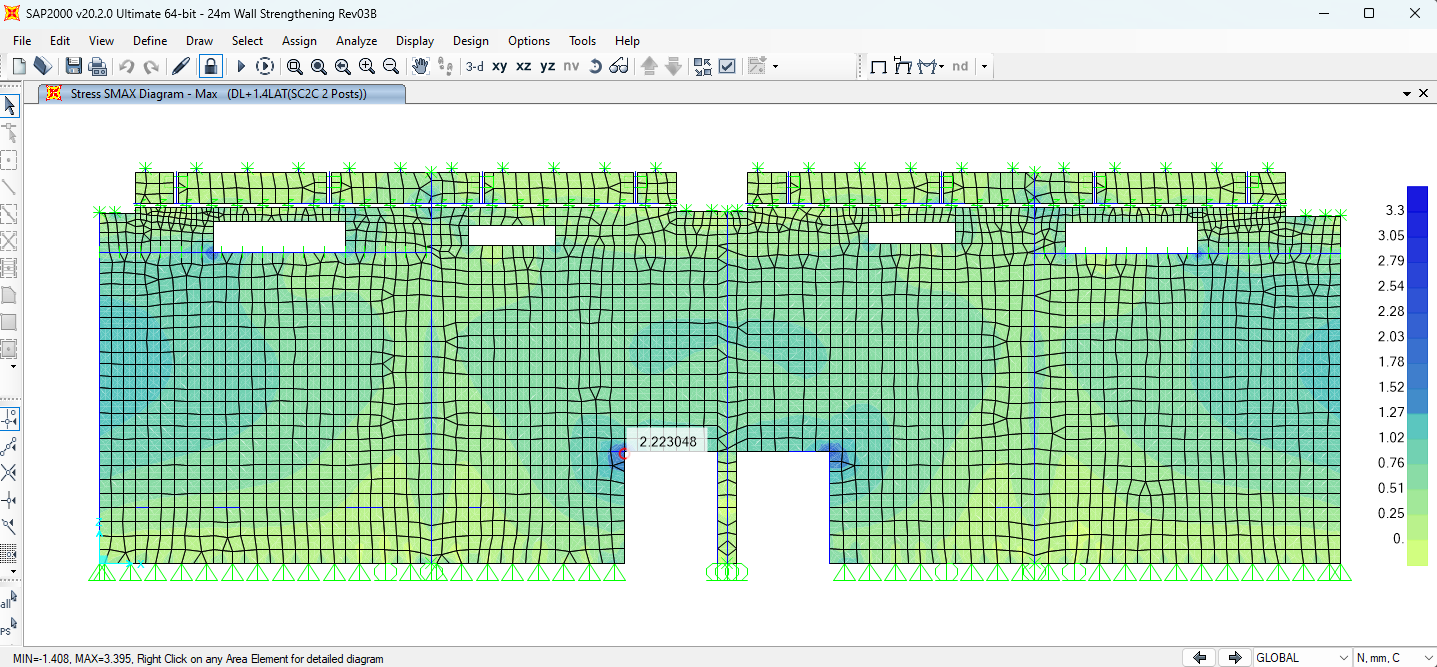 SAP2000 v20.2.0 Ultimate 64-bit - 24m Wall Strengthening Rev03B
File Edit View Define Draw Select Assign Analyze Display Design Options Tools Help
3-d xy xz yz nv nd
Stress SMAX Diagram - Max (DL+1.4LAT(SC2C 2 Posts))
3.3
3.05
2.79
2.54
2.28
2.03
1.78
1.52
1.27
1.02
0.76
0.51
0.25
0.
2.223048
all
PS
MIN=-1.408, MAX=3.395, Right Click on any Area Element for detailed diagram
GLOBAL
N, mm, C